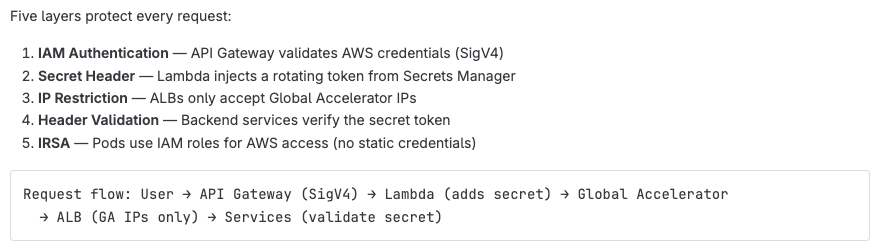 Five layers protect every request:
1. IAM Authentication — API Gateway validates AWS credentials (SigV4)
2. Secret Header — Lambda injects a rotating token from Secrets Manager
3. IP Restriction — ALBs only accept Global Accelerator IPs
4. Header Validation — Backend services verify the secret token
5. IRSA — Pods use IAM roles for AWS access (no static credentials)
Request flow: User → API Gateway (SigV4) → Lambda (adds secret) → Global Accelerator
→ ALB (GA IPs only) → Services (validate secret)